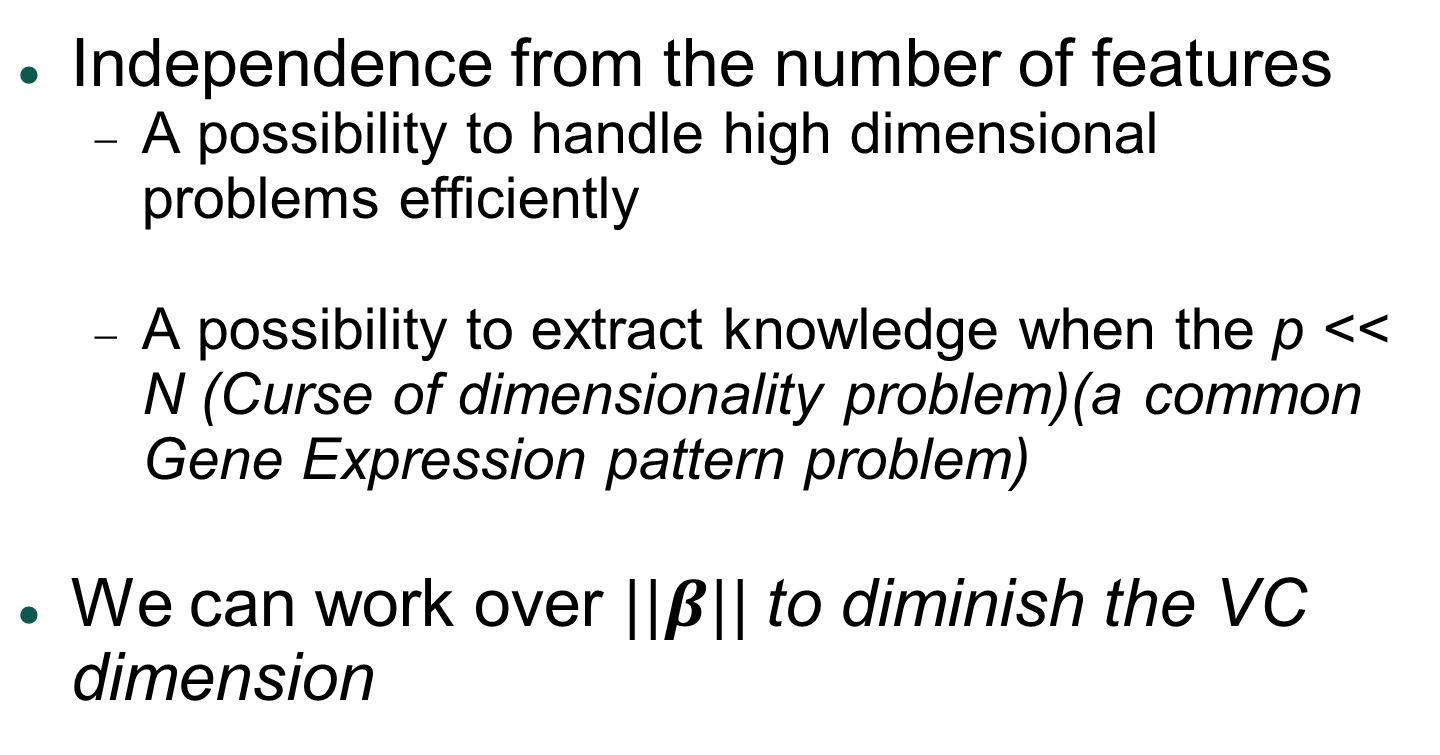 • Independence from the number of features
– A possibility to handle high dimensional
problems efficiently
– A possibility to extract knowledge when the p <<
N (Curse of dimensionality problem)(a common
Gene Expression pattern problem)
• We can work over ||β|| to diminish the VC
dimension